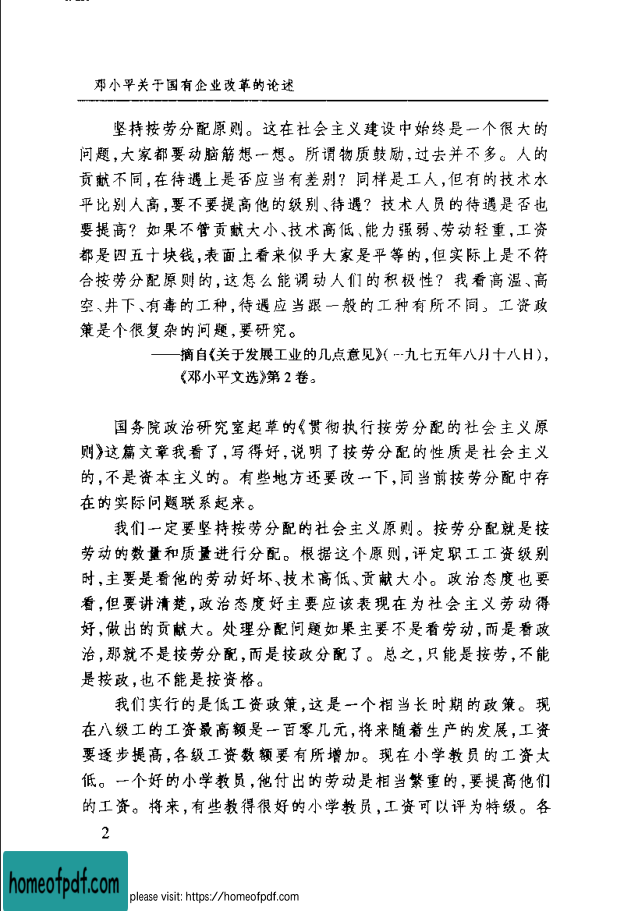 邓小平关于国有企业改革的论述
坚持按劳分配原则。这在社会主义建设中始终是一个很大的
问题,大家都要动脑筋想一想。所谓物质鼓励,过去并不多。人的
贡献不同,在待遇上是否应当有差别?同样是工人,但有的技术水
平比别人高,要不要提高他的级别、待遇?技术人员的待遇是否也
要提高?如果不管贡献大小、技术高低、能力强弱、劳动轻重,工资
都是四五十块钱,表面上看来似乎大家是平等的,但实际上是不符
合按劳分配原则的,这怎么能调动人们的积极性?我看高温、高
空、井下、有毒的工种,待遇应当跟一般的工种有所不同。工资政
策是个很复杂的问题,要研究。
——摘自《关于发展工业的几点意见》(一九七五年八月十八日),
《邓小平文选》第2卷。
国务院政治研究室起草的《贯彻执行按劳分配的社会主义原
则》这篇文章我看了,写得好,说明了按劳分配的性质是社会主义
的,不是资本主义的。有些地方还要改一下,同当前按劳分配中存
在的实际问题联系起来。
我们一定要坚持按劳分配的社会主义原则。按劳分配就是按
劳动的数量和质量进行分配。根据这个原则,评定职工工资级别
时,主要是看他的劳动好坏、技术高低、贡献大小。政治态度也要
看,但要讲清楚,政治态度好主要应该表现在为社会主义劳动得
好,做出的贡献大。处理分配问题如果主要不是看劳动,而是看政
治,那就不是按劳分配,而是按政分配了。总之,只能是按劳,不能
是按政,也不能是按资格。
我们实行的是低工资政策,这是一个相当长时期的政策。现
在八级工的工资最高额是一百零几元,将来随着生产的发展,工资
要逐步提高,各级工资数额要有所增加。现在小学教员的工资太
低。一个好的小学教员,他付出的劳动是相当繁重的,要提高他们
的工资。将来,有些教得很好的小学教员,工资可以评为特级。各
2
homeofpdf.com
please visit: https://homeofpdf.com